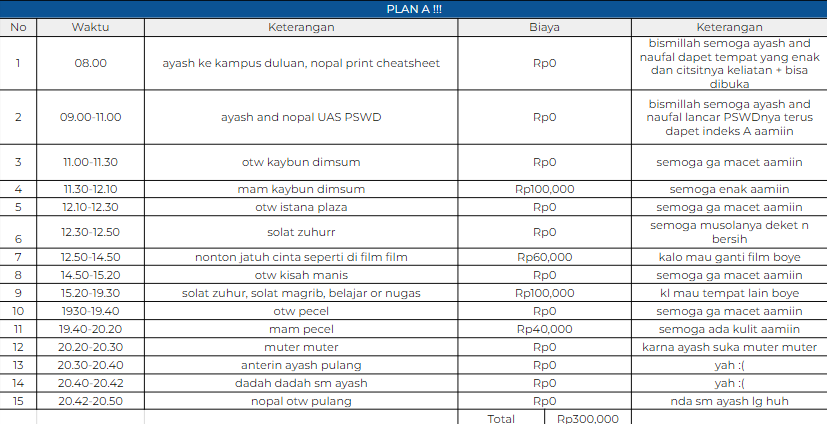 PLAN A !!!
No Waktu Keterangan Biaya Keterangan
1 08.00 ayash ke kampus duluan, nopal print cheatsheet Rp0 bismillah semoga ayash and
naufal dapet tempat yang enak
dan citsitnya keliatan + bisa
dibuka
2 09.00-11.00 ayash and nopal UAS PSWD Rp0 bismillah semoga ayash and
naufal lancar PSWDnya terus
dapet indeks A aamiin
3 11.00-11.30 otw kaybun dimsum Rp0 semoga ga macet aamiin
4 11.30-12.10 mam kaybun dimsum Rp100,000 semoga enak aamiin
5 12.10-12.30 otw istana plaza Rp0 semoga ga macet aamiin
6 12.30-12.50 solat zuhurr Rp0 semoga musolanya deket n
bersih
7 12.50-14.50 nonton jatuh cinta seperti di film film Rp60,000 kalo mau ganti film boye
8 14.50-15.20 otw kisah manis Rp0 semoga ga macet aamiin
9 15.20-19.30 solat zuhur, solat magrib, belajar or nugas Rp100,000 kl mau tempat lain boye
10 1930-19.40 otw pecel Rp0 semoga ga macet aamiin
11 19.40-20.20 mam pecel Rp40,000 semoga ada kulit aamiin
12 20.20-20.30 muter muter Rp0 karna ayash suka muter muter
13 20.30-20.40 anterin ayash pulang Rp0 yah :(
14 20.40-20.42 dadah dadah sm ayash Rp0 yah :(
15 20.42-20.50 nopal otw pulang Rp0 nda sm ayash lg huh
Total Rp300,000